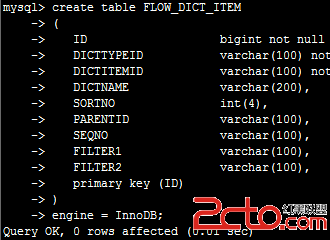 mysql> create table FLOW_DICT_ITEM
-> (
-> ID bigint not null
-> DICTTYPEID varchar(100) not
-> DICTITEMID varchar(100) not
-> DICTNAME varchar(200),
-> SORTNO int(4),
-> PARENTID varchar(100),
-> SEQNO varchar(100),
-> FILTER1 varchar(100),
-> FILTER2 varchar(100),
-> primary key (ID)
-> )
-> engine = InnoDB;
Query OK, 0 rows affected (0. sec)
2cto.com